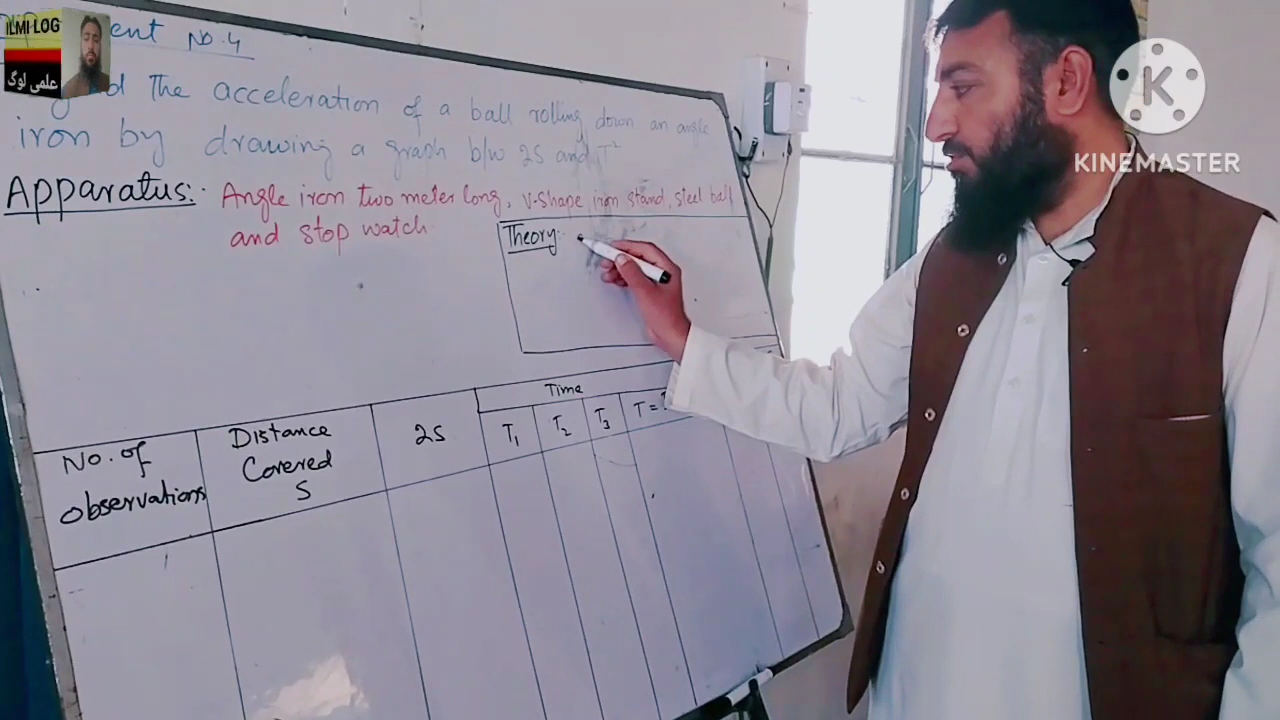 ILMI LOG
علمی لوگ
ent No. 4
The acceleration of a ball rolling down an angle
iron by drawing a graph b/w 2S and T²
Apparatus:- Angle iron two meter long, v-shape iron stand, steel ball
and stop watch
Theory:-
Time
No. of
observations
Distance
Covered
S
2S
T₁
T₂
T₃
T =
K
KINEMASTER